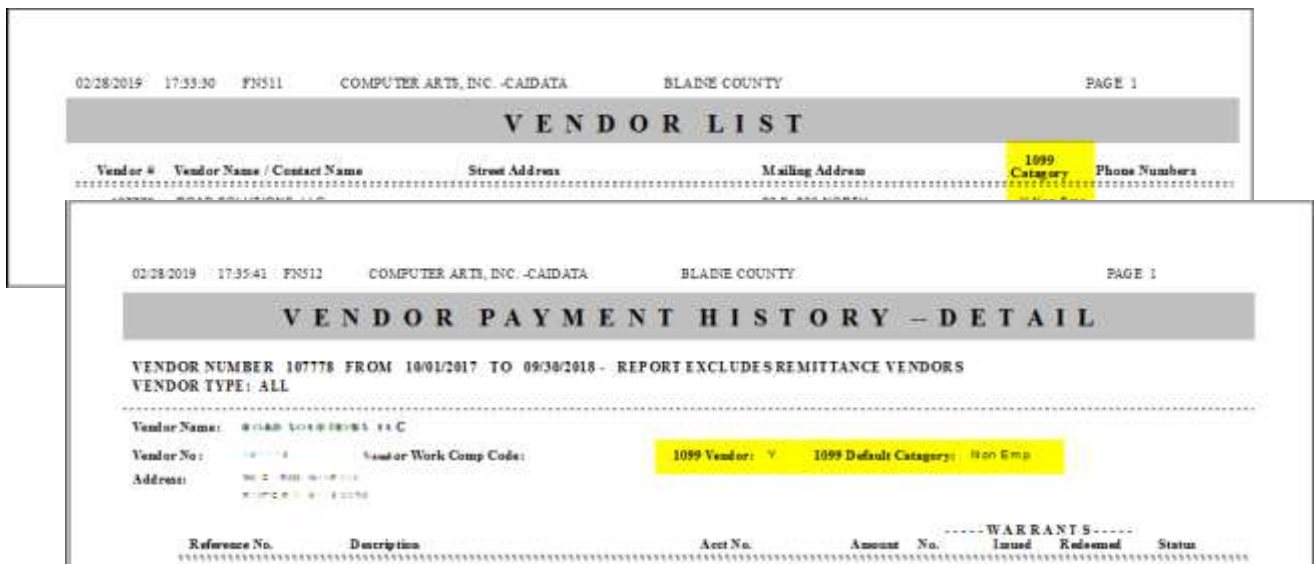 02/28/2019 17:33:30 FN511 COMPUTER ARTS, INC. -CAIDATA BLAINE COUNTY PAGE 1
VENDOR LIST
Vendor # Vendor Name / Contact Name Street Address Mailing Address 1099 Catagory Phone Numbers
02/28/2019 17:35:41 FN512 COMPUTER ARTS, INC. -CAIDATA BLAINE COUNTY PAGE 1
VENDOR PAYMENT HISTORY – DETAIL
VENDOR NUMBER 107778 FROM 10/01/2017 TO 09/30/2018 - REPORT EXCLUDES REMITTANCE VENDORS
VENDOR TYPE: ALL
Vendor Name:
Vendor No: Vendor Work Comp Code: 1099 Vendor: Y 1099 Default Catagory: Non Emp
Address:
-----WARRANTS-----
Reference No. Description Acct No. Amount No. Issued Redeemed Status